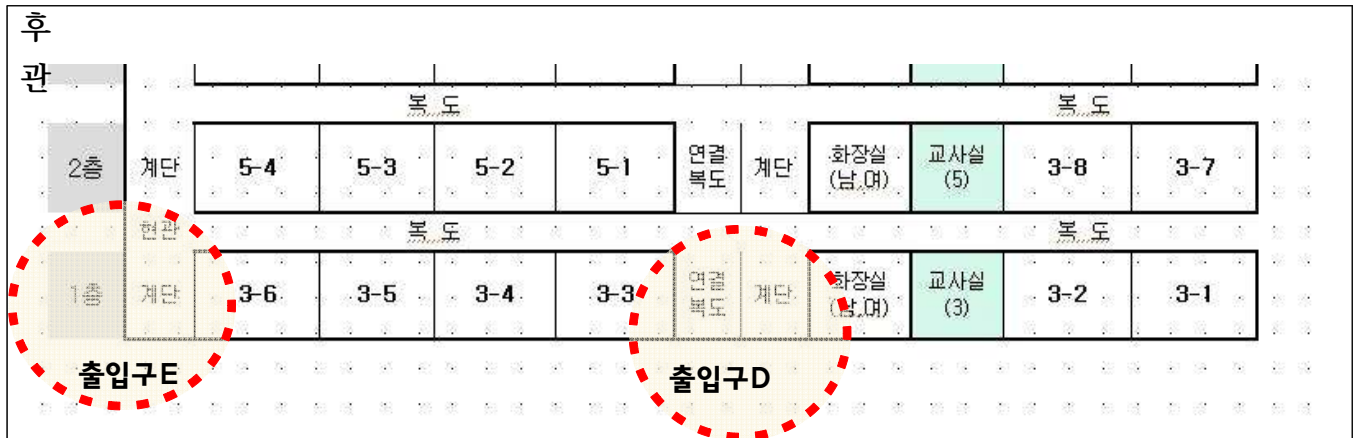 후
관
복 도 복 도
2층 계단 5-4 5-3 5-2 5-1 연결 복도 계단 화장실 (남,여) 교사실 (5) 3-8 3-7
현관 복 도 복 도
1층 계단 3-6 3-5 3-4 3-3 연결 복도 계단 화장실 (남,여) 교사실 (3) 3-2 3-1
출입구E 출입구D